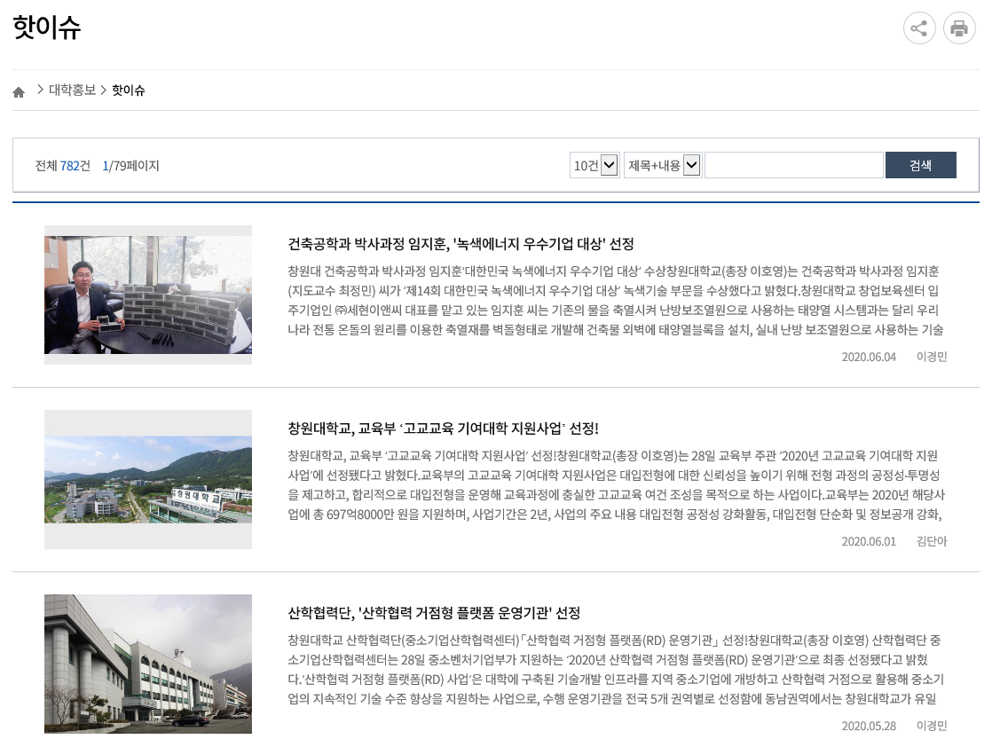 핫이슈
대학홍보 핫이슈
전체 782건 1/79페이지
10건 제목+내용 검색
건축공학과 박사과정 임지훈, '녹색에너지 우수기업 대상' 선정
창원대 건축공학과 박사과정 임지훈‘대한민국 녹색에너지 우수기업 대상’ 수상창원대학교(총장 이호영)는 건축공학과 박사과정 임지훈
(지도교수 최정민) 씨가 ‘제14회 대한민국 녹색에너지 우수기업 대상’ 녹색기술 부문을 수상했다고 밝혔다.창원대학교 창업보육센터 입
주기업인 ㈜세현이앤씨 대표를 맡고 있는 임지훈 씨는 기존의 물을 축열시켜 난방보조열원으로 사용하는 태양열 시스템과는 달리 우리
나라 전통 온돌의 원리를 이용한 축열재를 벽돌형태로 개발해 건축물 외벽에 태양열블록을 설치, 실내 난방 보조열원으로 사용하는 기술
2020.06.04 이경민
창원대학교, 교육부 ‘고교교육 기여대학 지원사업’ 선정!
창원대학교, 교육부 ‘고교교육 기여대학 지원사업’ 선정!창원대학교(총장 이호영)는 28일 교육부 주관 ‘2020년 고교교육 기여대학 지원
사업’에 선정됐다고 밝혔다.교육부의 고교교육 기여대학 지원사업은 대입전형에 대한 신뢰성을 높이기 위해 전형 과정의 공정성·투명성
을 제고하고, 합리적으로 대입전형을 운영해 교육과정에 충실한 고교교육 여건 조성을 목적으로 하는 사업이다.교육부는 2020년 해당사
업에 총 697억8000만 원을 지원하며, 사업기간은 2년, 사업의 주요 내용 대입전형 공정성 강화활동, 대입전형 단순화 및 정보공개 강화,
창원대학교
2020.06.01 김단아
산학협력단, '산학협력 거점형 플랫폼 운영기관' 선정
창원대학교 산학협력단(중소기업산학협력센터)｢산학협력 거점형 플랫폼(RD) 운영기관｣ 선정!창원대학교(총장 이호영) 산학협력단 중
소기업산학협력센터는 28일 중소벤처기업부가 지원하는 ‘2020년 산학협력 거점형 플랫폼(RD) 운영기관’으로 최종 선정됐다고 밝혔
다.‘산학협력 거점형 플랫폼(RD) 사업’은 대학에 구축된 기술개발 인프라를 지역 중소기업에 개방하고 산학협력 거점으로 활용해 중소기
업의 지속적인 기술 수준 향상을 지원하는 사업으로, 수행 운영기관을 전국 5개 권역별로 선정함에 동남권역에서는 창원대학교가 유일
2020.05.28 이경민